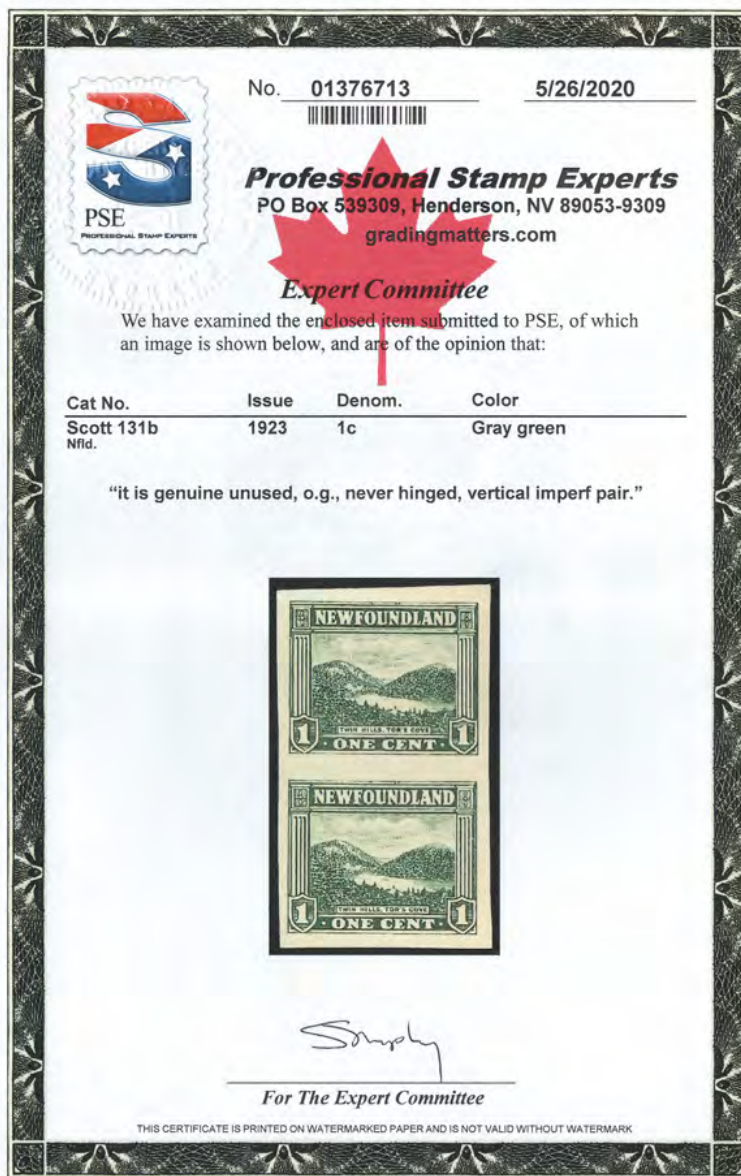 No. 01376713 5/26/2020
PSE
PROFESSIONAL STAMP EXPERTS
Professional Stamp Experts
PO Box 539309, Henderson, NV 89053-9309
gradingmatters.com
Expert Committee
We have examined the enclosed item submitted to PSE, of which
an image is shown below, and are of the opinion that:
Cat No. Issue Denom. Color
Scott 131b 1923 1c Gray green
Nfld.
“it is genuine unused, o.g., never hinged, vertical imperf pair.”
NEWFOUNDLAND
TWIN HILLS, TOR'S COVE
1 · ONE CENT · 1
NEWFOUNDLAND
TWIN HILLS, TOR'S COVE
1 · ONE CENT · 1
For The Expert Committee
THIS CERTIFICATE IS PRINTED ON WATERMARKED PAPER AND IS NOT VALID WITHOUT WATERMARK